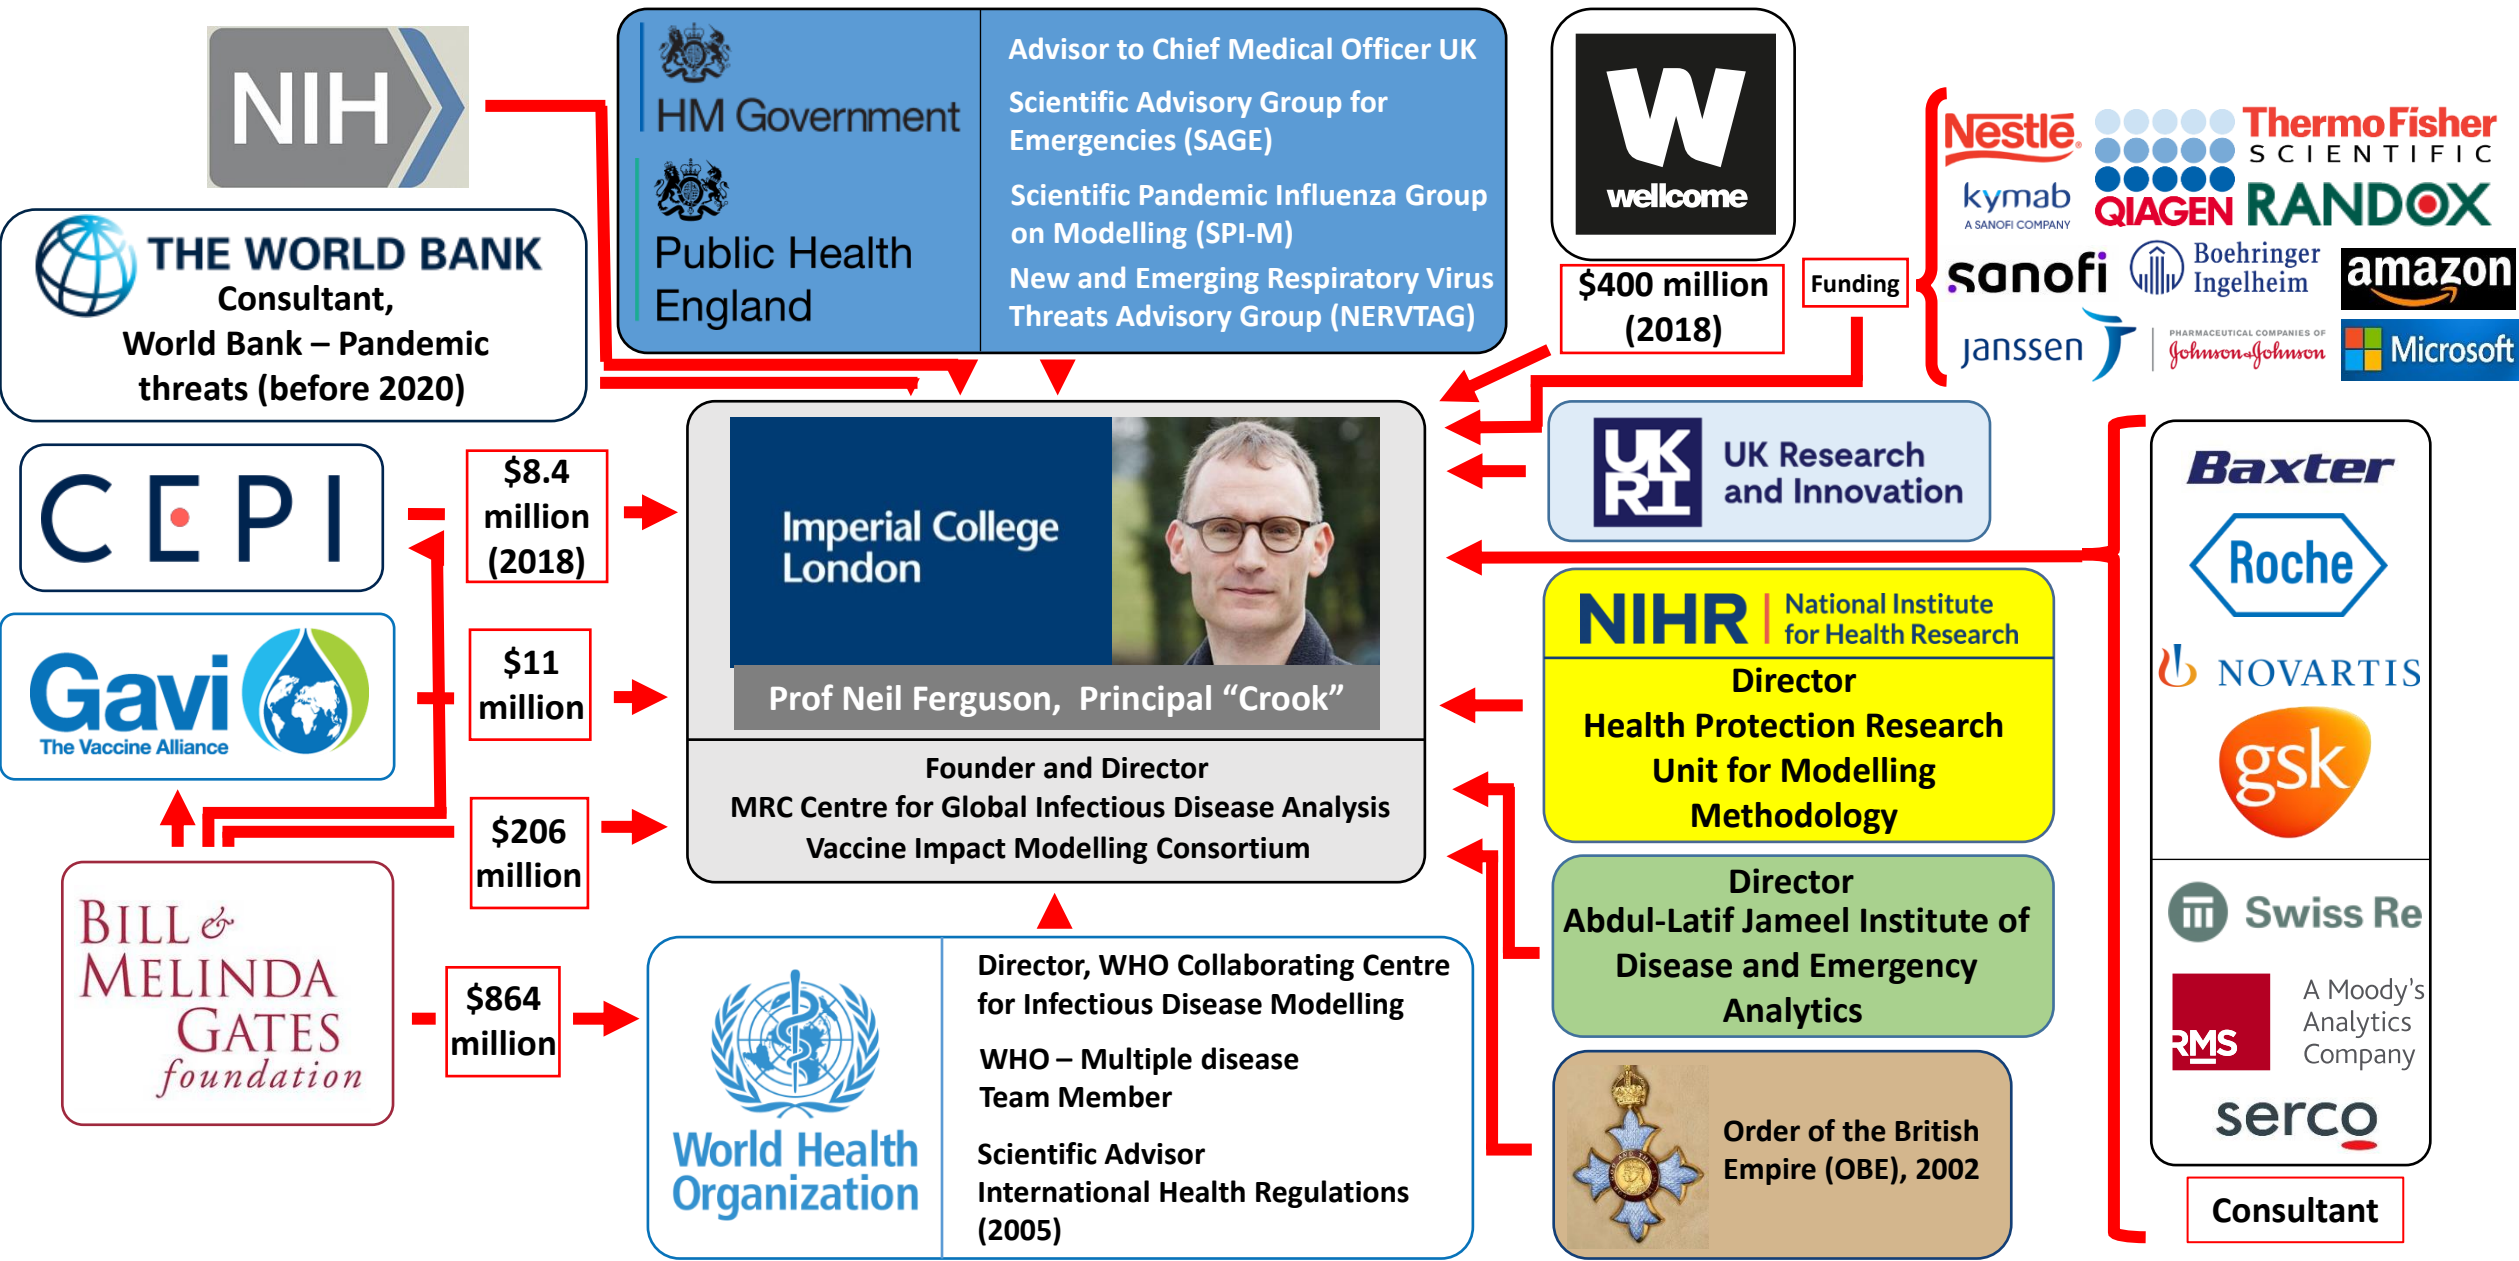 NIH
HM Government
Public Health
England
Advisor to Chief Medical Officer UK
Scientific Advisory Group for
Emergencies (SAGE)
Scientific Pandemic Influenza Group
on Modelling (SPI-M)
New and Emerging Respiratory Virus
Threats Advisory Group (NERVTAG)
W
wellcome
$400 million
(2018)
Funding
Nestlé
ThermoFisher
SCIENTIFIC
kymab
A SANOFI COMPANY
QIAGEN
RANDOX
sanofi
Boehringer
Ingelheim
amazon
janssen
PHARMACEUTICAL COMPANIES OF
Johnson & Johnson
Microsoft
THE WORLD BANK
Consultant,
World Bank – Pandemic
threats (before 2020)
CEPI
$8.4
million
(2018)
Gavi
The Vaccine Alliance
$11
million
$206
million
BILL &
MELINDA
GATES
foundation
$864
million
Imperial College
London
Prof Neil Ferguson, Principal “Crook”
Founder and Director
MRC Centre for Global Infectious Disease Analysis
Vaccine Impact Modelling Consortium
World Health
Organization
Director, WHO Collaborating Centre
for Infectious Disease Modelling
WHO – Multiple disease
Team Member
Scientific Advisor
International Health Regulations
(2005)
UK
RI
UK Research
and Innovation
NIHR
National Institute
for Health Research
Director
Health Protection Research
Unit for Modelling
Methodology
Director
Abdul-Latif Jameel Institute of
Disease and Emergency
Analytics
Order of the British
Empire (OBE), 2002
Baxter
Roche
NOVARTIS
gsk
Swiss Re
RMS
A Moody's
Analytics
Company
serco
Consultant